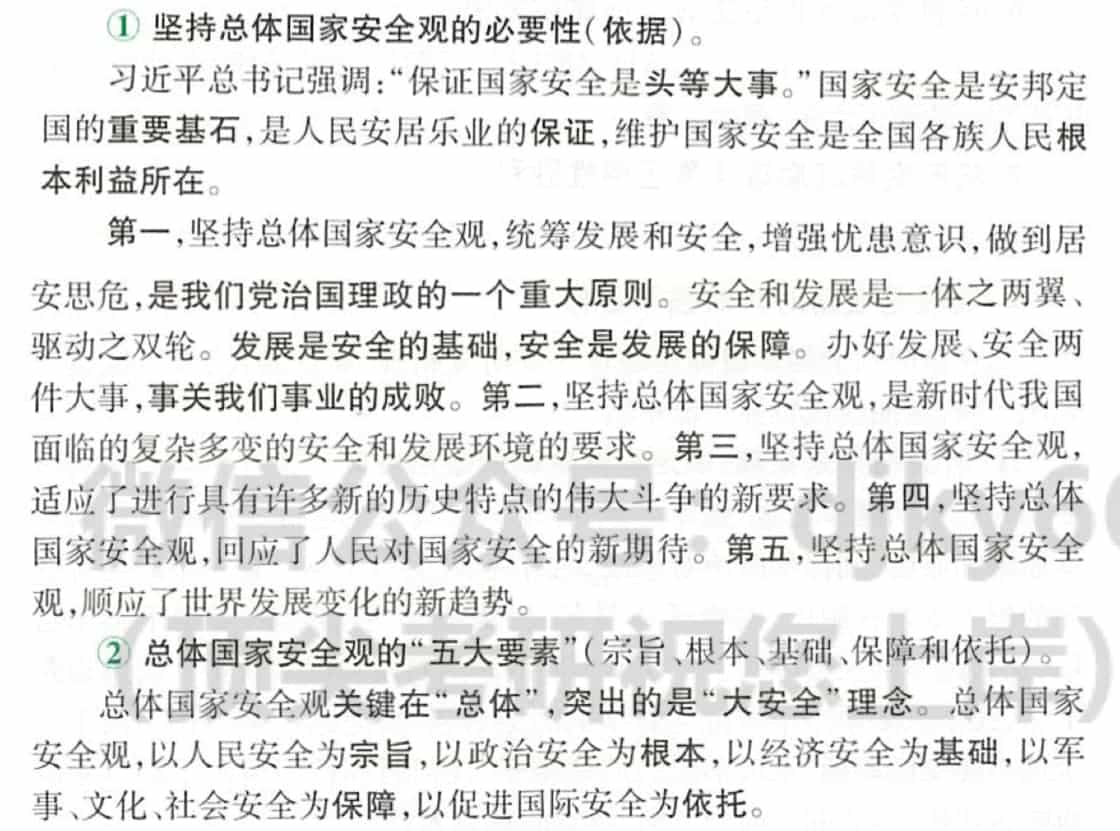 ① 坚持总体国家安全观的必要性(依据)。
习近平总书记强调:“保证国家安全是头等大事。”国家安全是安邦定
国的重要基石,是人民安居乐业的保证,维护国家安全是全国各族人民根
本利益所在。
第一,坚持总体国家安全观,统筹发展和安全,增强忧患意识,做到居
安思危,是我们党治国理政的一个重大原则。安全和发展是一体之两翼、
驱动之双轮。发展是安全的基础,安全是发展的保障。办好发展、安全两
件大事,事关我们事业的成败。第二,坚持总体国家安全观,是新时代我国
面临的复杂多变的安全和发展环境的要求。第三,坚持总体国家安全观,
适应了进行具有许多新的历史特点的伟大斗争的新要求。第四,坚持总体
国家安全观,回应了人民对国家安全的新期待。第五,坚持总体国家安全
观,顺应了世界发展变化的新趋势。
② 总体国家安全观的“五大要素”(宗旨、根本、基础、保障和依托)。
总体国家安全观关键在“总体”,突出的是“大安全”理念。总体国家
安全观,以人民安全为宗旨,以政治安全为根本,以经济安全为基础,以军
事、文化、社会安全为保障,以促进国际安全为依托。
微信公众号:djky66
(顶尖考研祝您上岸)